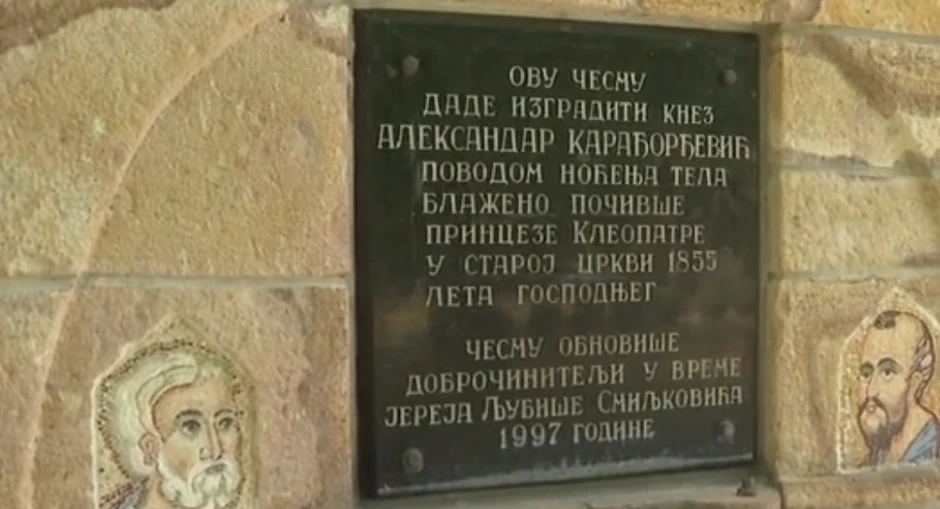 ОВУ ЧЕСМУ
ДАДЕ ИЗГРАДИТИ КНЕЗ
АЛЕКСАНДАР КАРАЂОРЂЕВИЋ
ПОВОДОМ НОЋЕЊА ТЕЛА
БЛАЖЕНО ПОЧИВШЕ
ПРИНЦЕЗЕ КЛЕОПАТРЕ
У СТАРОЈ ЦРКВИ 1855
ЛЕТА ГОСПОДЊЕГ
ЧЕСМУ ОБНОВИШЕ
ДОБРОЧИНИТЕЉИ У ВРЕМЕ
ЈЕРЕЈА ЉУБИШЕ СМИЉКОВИЋА
1997 ГОДИНЕ